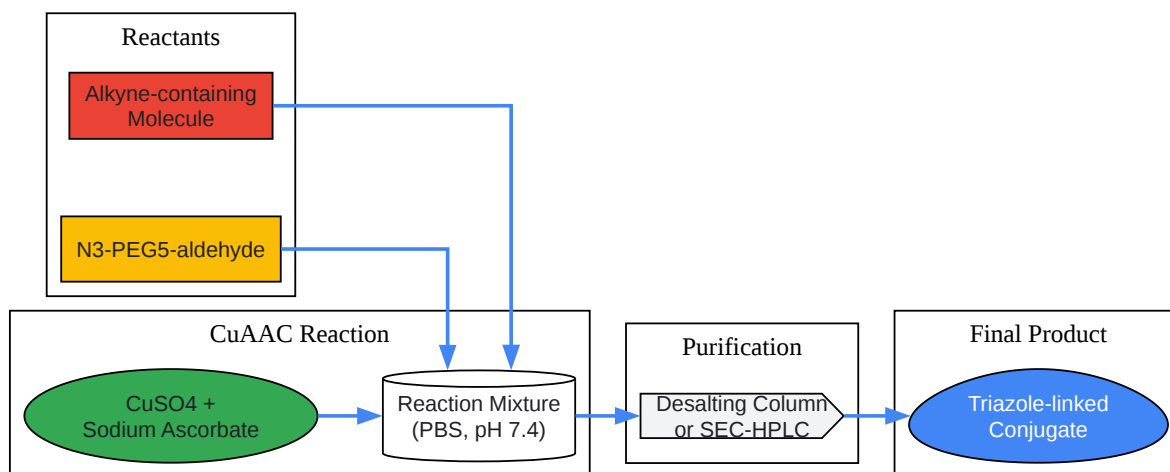 Reactants
Alkyne-containing
Molecule
N3-PEG5-aldehyde
CuAAC Reaction
CuSO4 +
Sodium Ascorbate
Reaction Mixture
(PBS, pH 7.4)
Purification
Desalting Column
or SEC-HPLC
Final Product
Triazole-linked
Conjugate